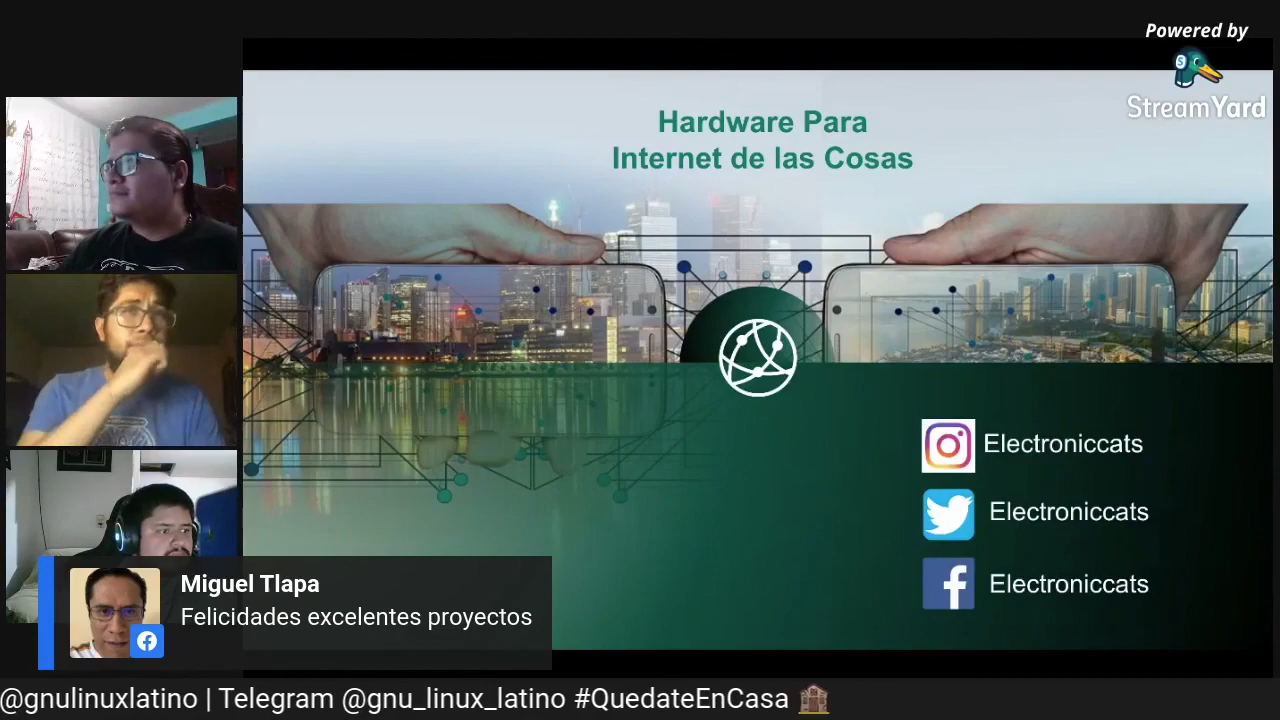 Powered by
StreamYard
Hardware Para
Internet de las Cosas
Electroniccats
Electroniccats
Electroniccats
Miguel Tlapa
Felicidades excelentes proyectos
@gnulinuxlatino | Telegram @gnu_linux_latino #QuedateEnCasa